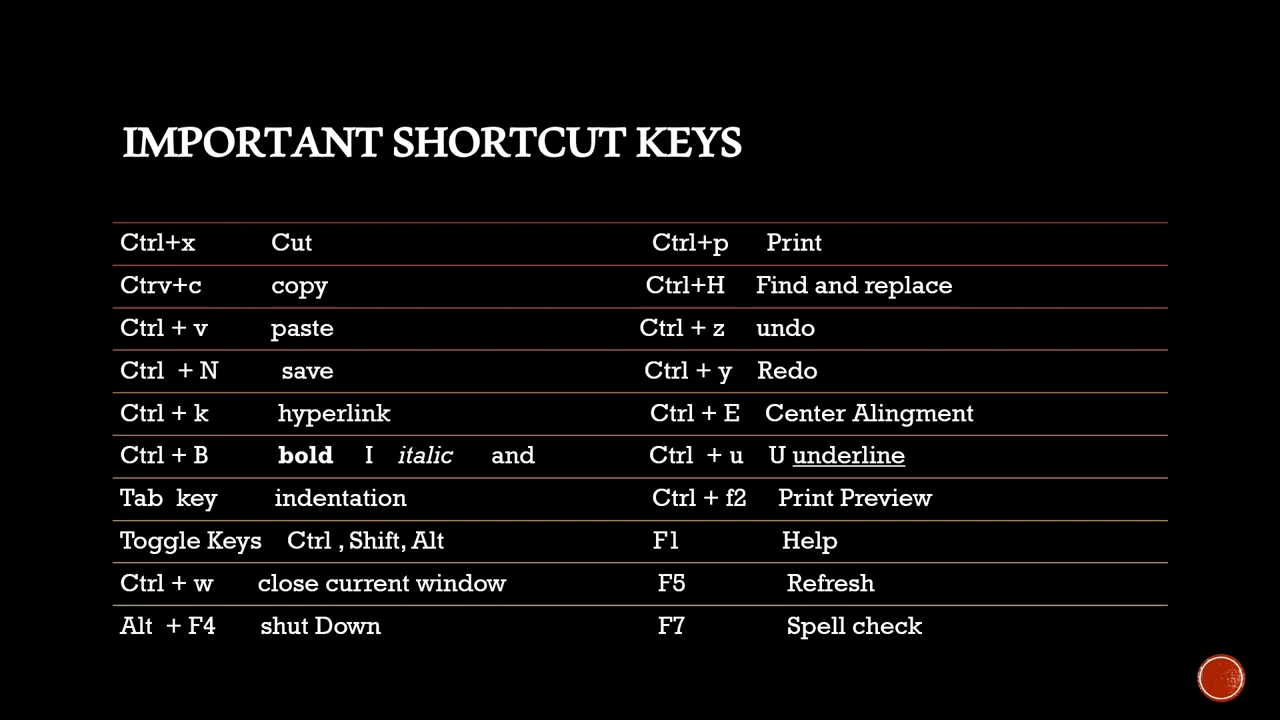 IMPORTANT SHORTCUT KEYS
Ctrl+x Cut Ctrl+p Print
Ctrv+c copy Ctrl+H Find and replace
Ctrl + v paste Ctrl + z undo
Ctrl + N save Ctrl + y Redo
Ctrl + k hyperlink Ctrl + E Center Alingment
Ctrl + B bold I italic and Ctrl + u U underline
Tab key indentation Ctrl + f2 Print Preview
Toggle Keys Ctrl , Shift, Alt F1 Help
Ctrl + w close current window F5 Refresh
Alt + F4 shut Down F7 Spell check